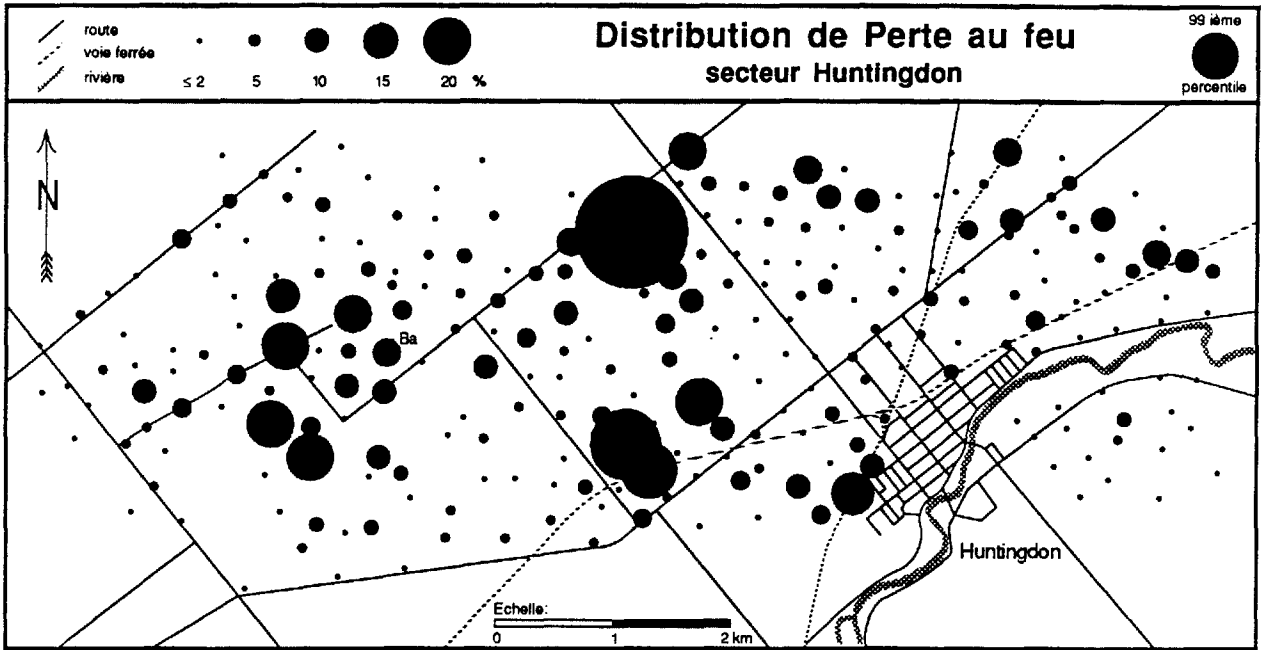 route
voie ferrée
rivière
≤ 2 5 10 15 20 %
Distribution de Perte au feu
secteur Huntingdon
99 ième
percentile
N
Ba
Huntingdon
Echelle:
0 1 2 km